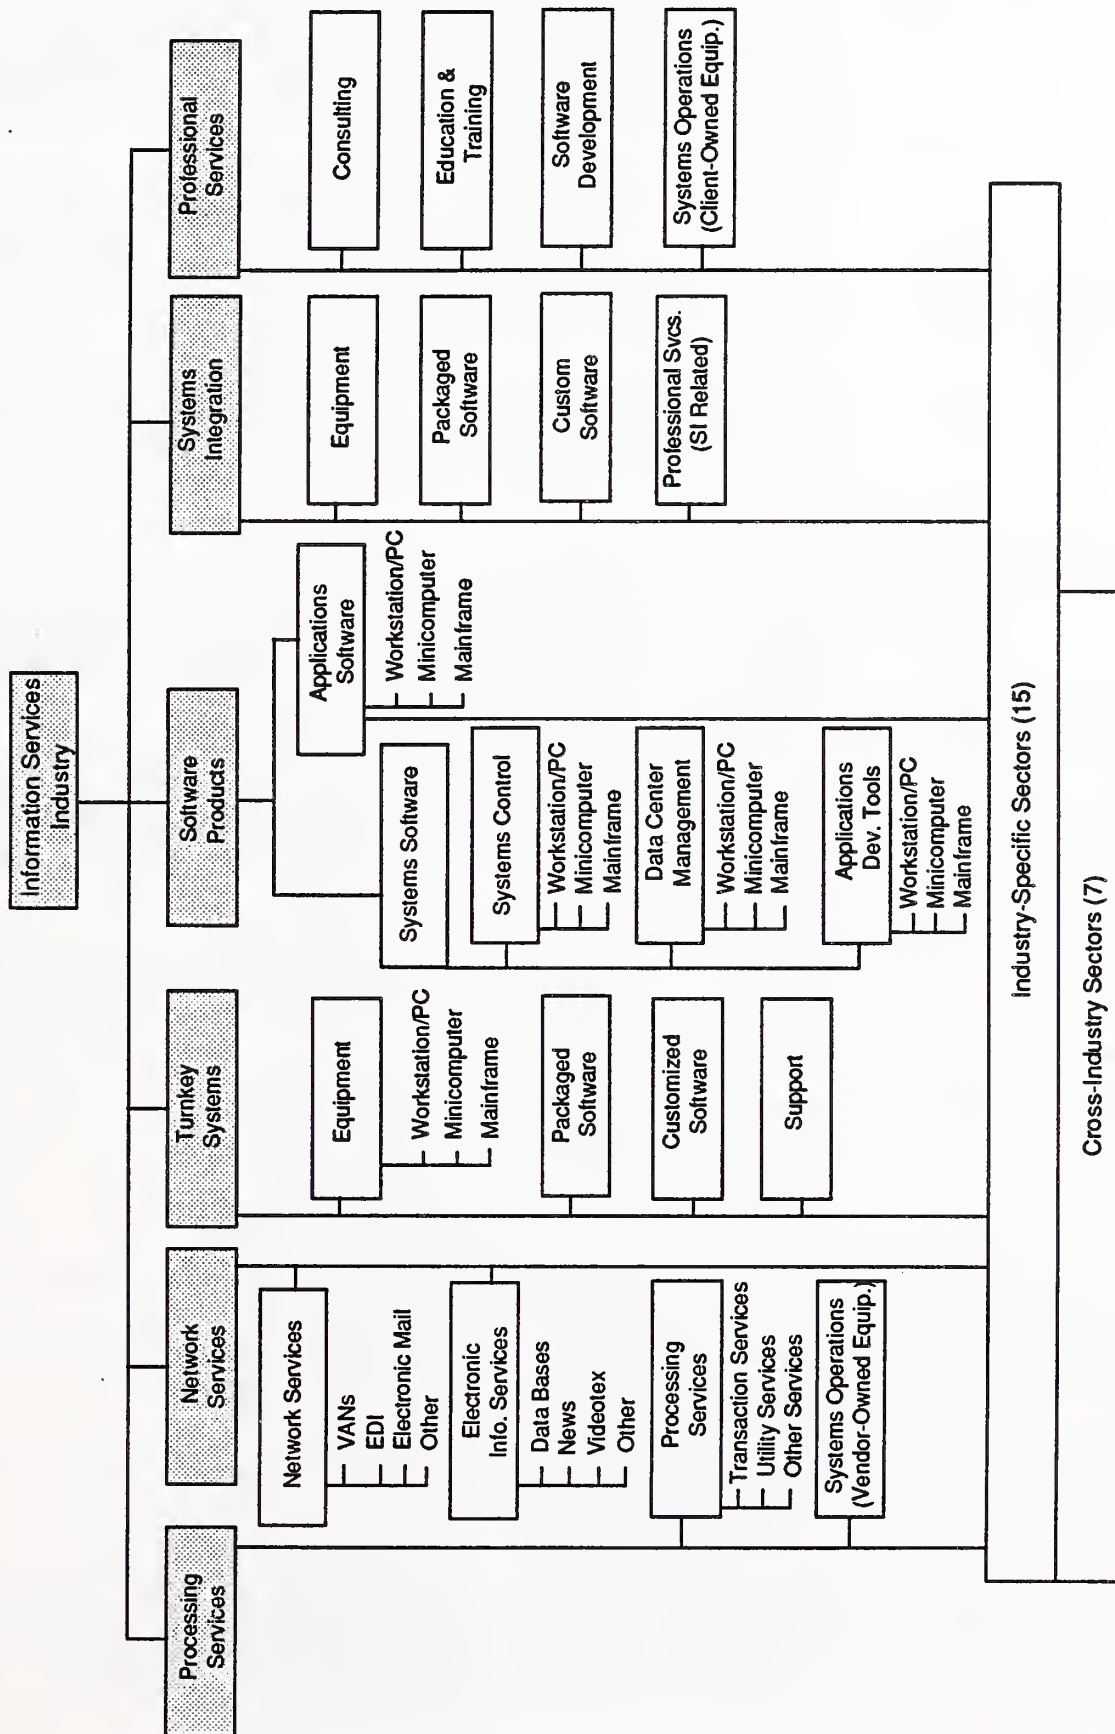 Information Services
Industry
Processing
Services
Network
Services
Turnkey
Systems
Software
Products
Systems
Integration
Professional
Services
Processing
Services
Transaction Services
Utility Services
Other Services
Systems Operations
(Vendor-Owned Equip.)
Network Services
VANs
EDI
Electronic Mail
Other
Electronic
Info. Services
Data Bases
News
Videotex
Other
Equipment
Workstation/PC
Minicomputer
Mainframe
Packaged
Software
Customized
Software
Support
Systems Software
Systems Control
Workstation/PC
Minicomputer
Mainframe
Data Center
Management
Workstation/PC
Minicomputer
Mainframe
Applications
Dev. Tools
Workstation/PC
Minicomputer
Mainframe
Applications
Software
Workstation/PC
Minicomputer
Mainframe
Equipment
Packaged
Software
Custom
Software
Professional Svcs.
(SI Related)
Consulting
Education &
Training
Software
Development
Systems Operations
(Client-Owned Equip.)
Industry-Specific Sectors (15)
Cross-Industry Sectors (7)